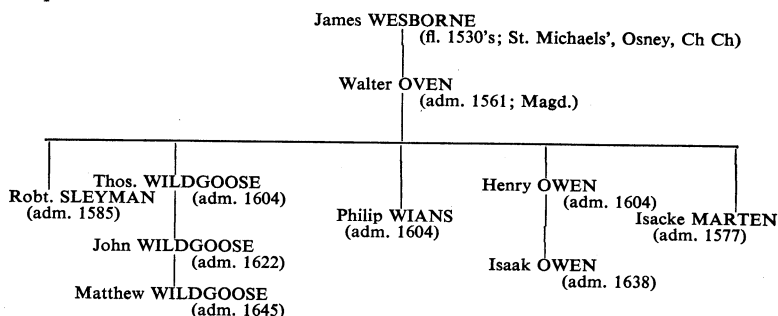 James WESBORNE
(fl. 1530's; St. Michaels', Osney, Ch Ch)
Walter OVEN
(adm. 1561; Magd.)
Robt. SLEYMAN
(adm. 1585)
Thos. WILDGOOSE
(adm. 1604)
John WILDGOOSE
(adm. 1622)
Matthew WILDGOOSE
(adm. 1645)
Philip WIANS
(adm. 1604)
Henry OWEN
(adm. 1604)
Isaak OWEN
(adm. 1638)
Isacke MARTEN
(adm. 1577)